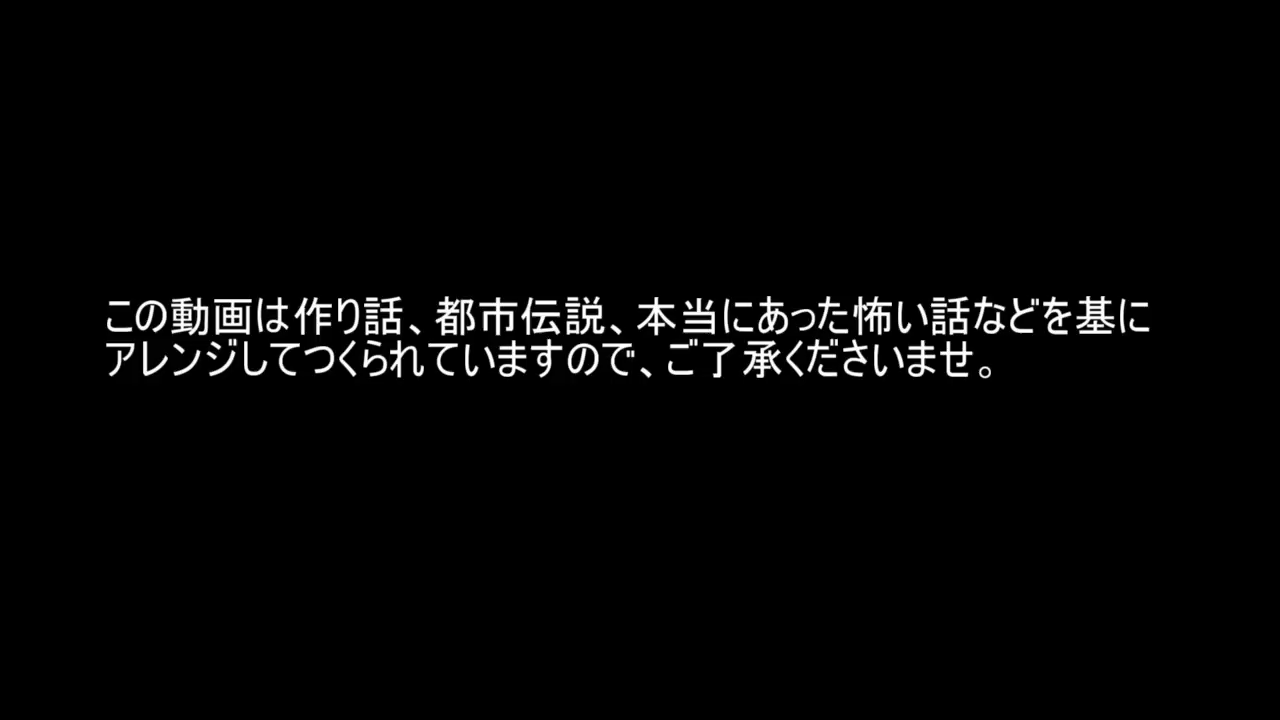 この動画は作り話、都市伝説、本当にあった怖い話などを基に
アレンジしてつくられていますので、ご了承くださいませ。